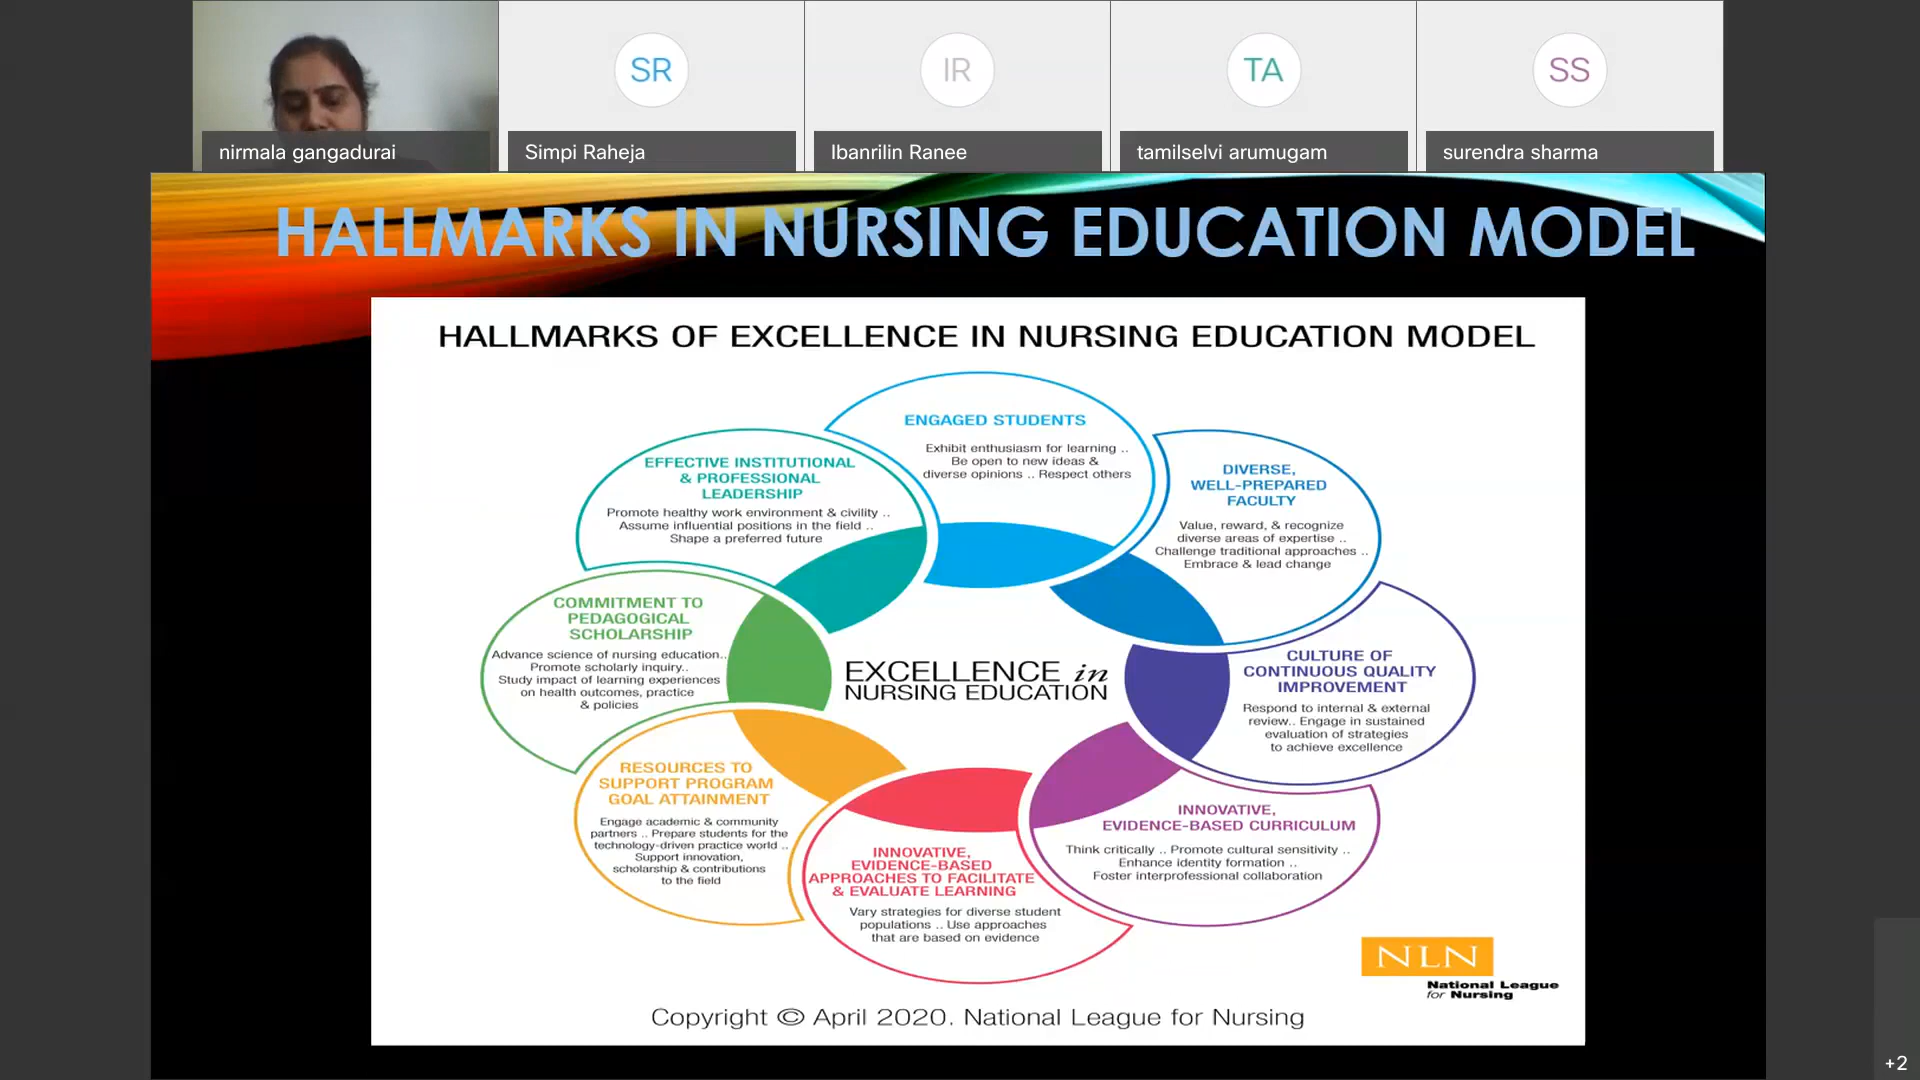 SR
IR
TA
SS
nirmala gangadurai
Simpi Raheja
Ibanrilin Ranee
tamilselvi arumugam
surendra sharma
HALLMARKS IN NURSING EDUCATION MODEL
HALLMARKS OF EXCELLENCE IN NURSING EDUCATION MODEL
ENGAGED STUDENTS
Exhibit enthusiasm for learning ..
Be open to new ideas &
diverse opinions .. Respect others
DIVERSE,
WELL-PREPARED
FACULTY
Value, reward, & recognize
diverse areas of expertise ..
Challenge traditional approaches ..
Embrace & lead change
CULTURE OF
CONTINUOUS QUALITY
IMPROVEMENT
Respond to internal & external
review.. Engage in sustained
evaluation of strategies
to achieve excellence
INNOVATIVE,
EVIDENCE-BASED CURRICULUM
Think critically .. Promote cultural sensitivity ..
Enhance identity formation ..
Foster interprofessional collaboration
INNOVATIVE,
EVIDENCE-BASED
APPROACHES TO FACILITATE
& EVALUATE LEARNING
Vary strategies for diverse student
populations .. Use approaches
that are based on evidence
RESOURCES TO
SUPPORT PROGRAM
GOAL ATTAINMENT
Engage academic & community
partners .. Prepare students for the
technology-driven practice world ..
Support innovation,
scholarship & contributions
to the field
COMMITMENT TO
PEDAGOGICAL
SCHOLARSHIP
Advance science of nursing education..
Promote scholarly inquiry..
Study impact of learning experiences
on health outcomes, practice
& policies
EFFECTIVE INSTITUTIONAL
& PROFESSIONAL
LEADERSHIP
Promote healthy work environment & civility ..
Assume influential positions in the field ..
Shape a preferred future
EXCELLENCE in
NURSING EDUCATION
NLN
National League
for Nursing
Copyright © April 2020. National League for Nursing
+2